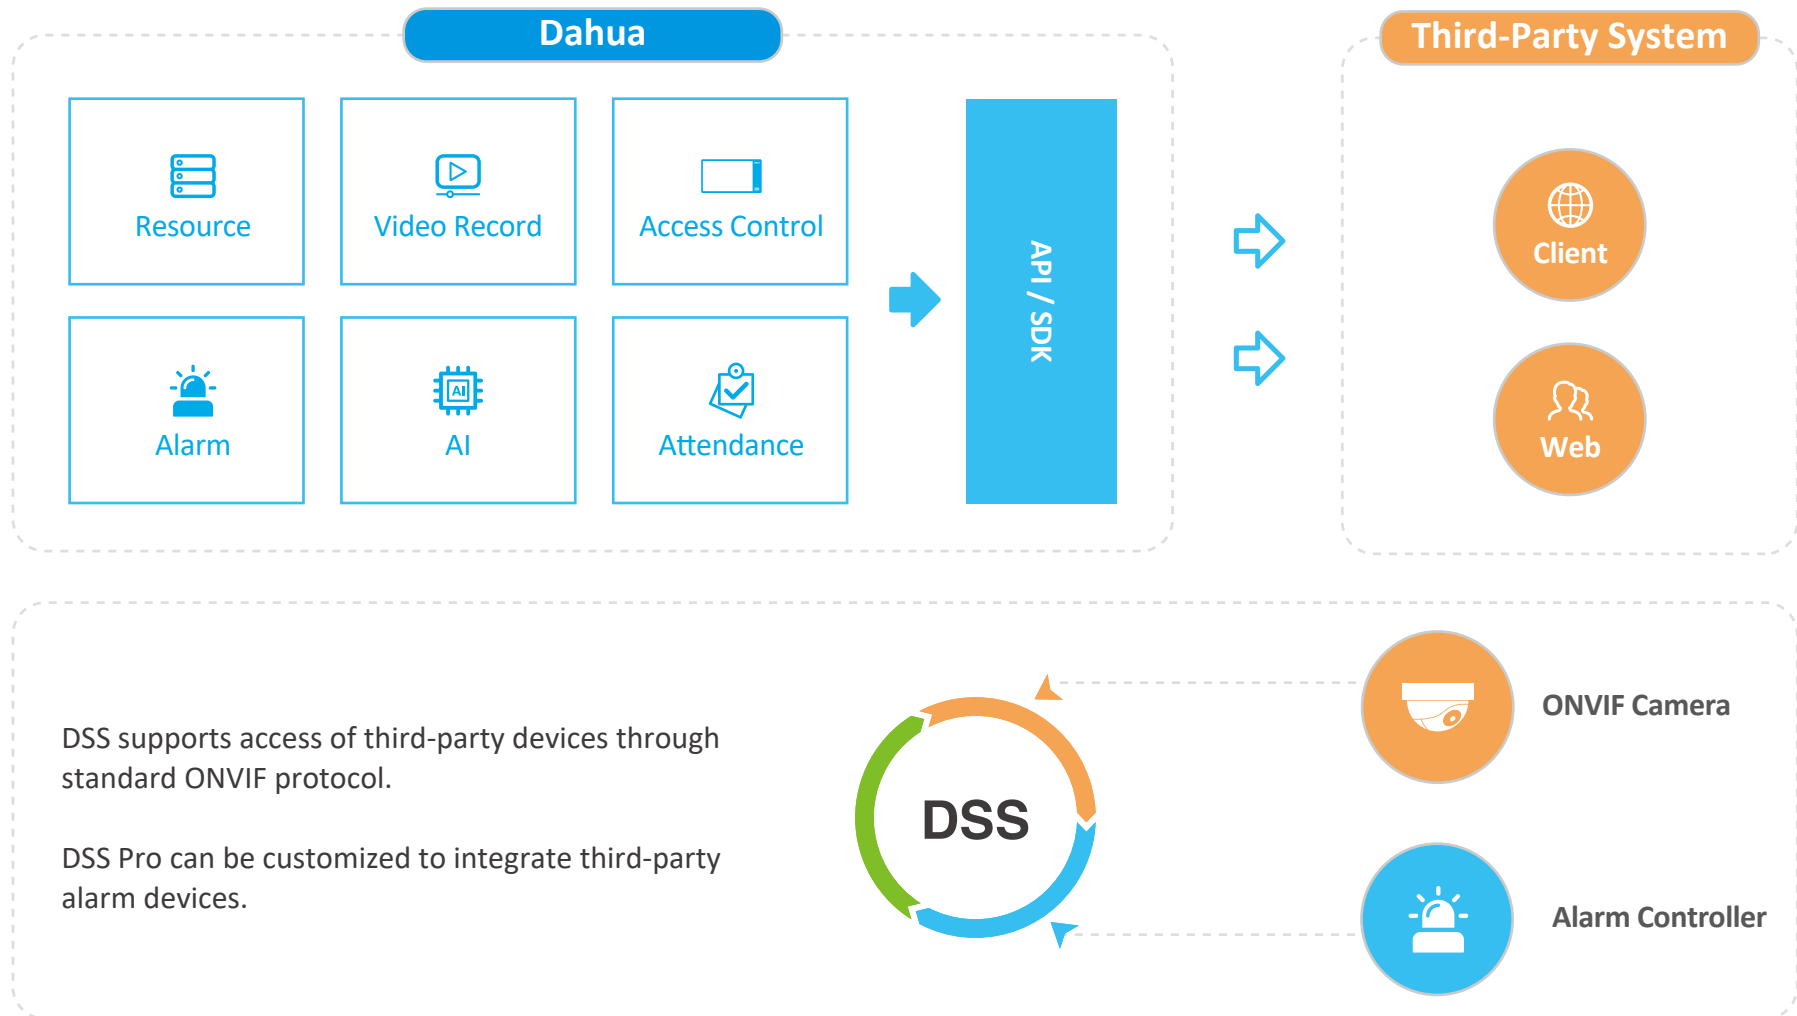 Dahua
Third-Party System
Resource
Video Record
Access Control
Alarm
AI
AI
Attendance
API / SDK
Client
Web
DSS supports access of third-party devices through
standard ONVIF protocol.
DSS Pro can be customized to integrate third-party
alarm devices.
DSS
ONVIF Camera
Alarm Controller